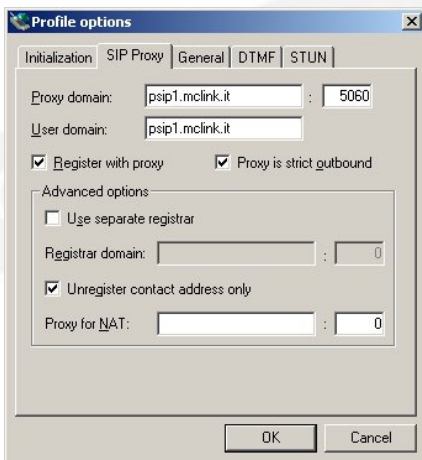 Profile options
Initialization SIP Proxy General DTMF STUN
Proxy domain: psip1.mclink.it : 5060
User domain: psip1.mclink.it
Register with proxy Proxy is strict outbound
Advanced options
Use separate registrar
Registrar domain: : 0
Unregister contact address only
Proxy for NAT: : 0
OK Cancel